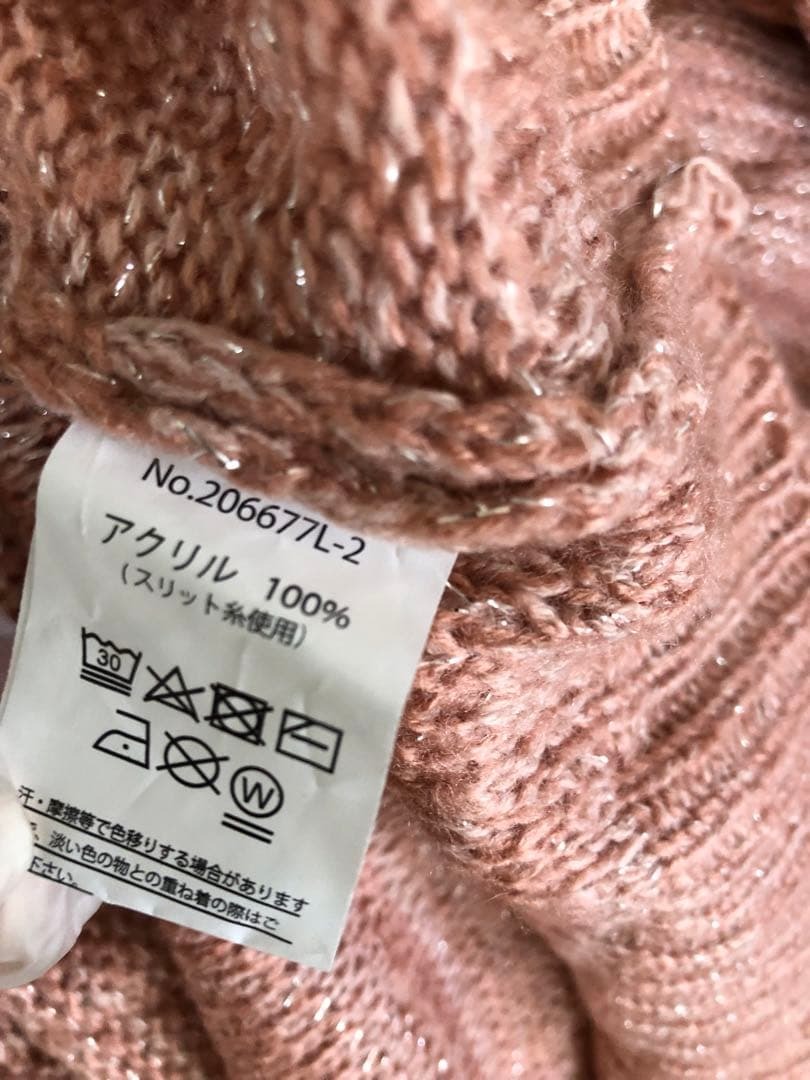 No.206677L-2
アクリル 100%
(スリット糸使用)
30
W
汗・摩擦等で色移りする場合があります
淡い色の物との重ね着の際はご
下さい。